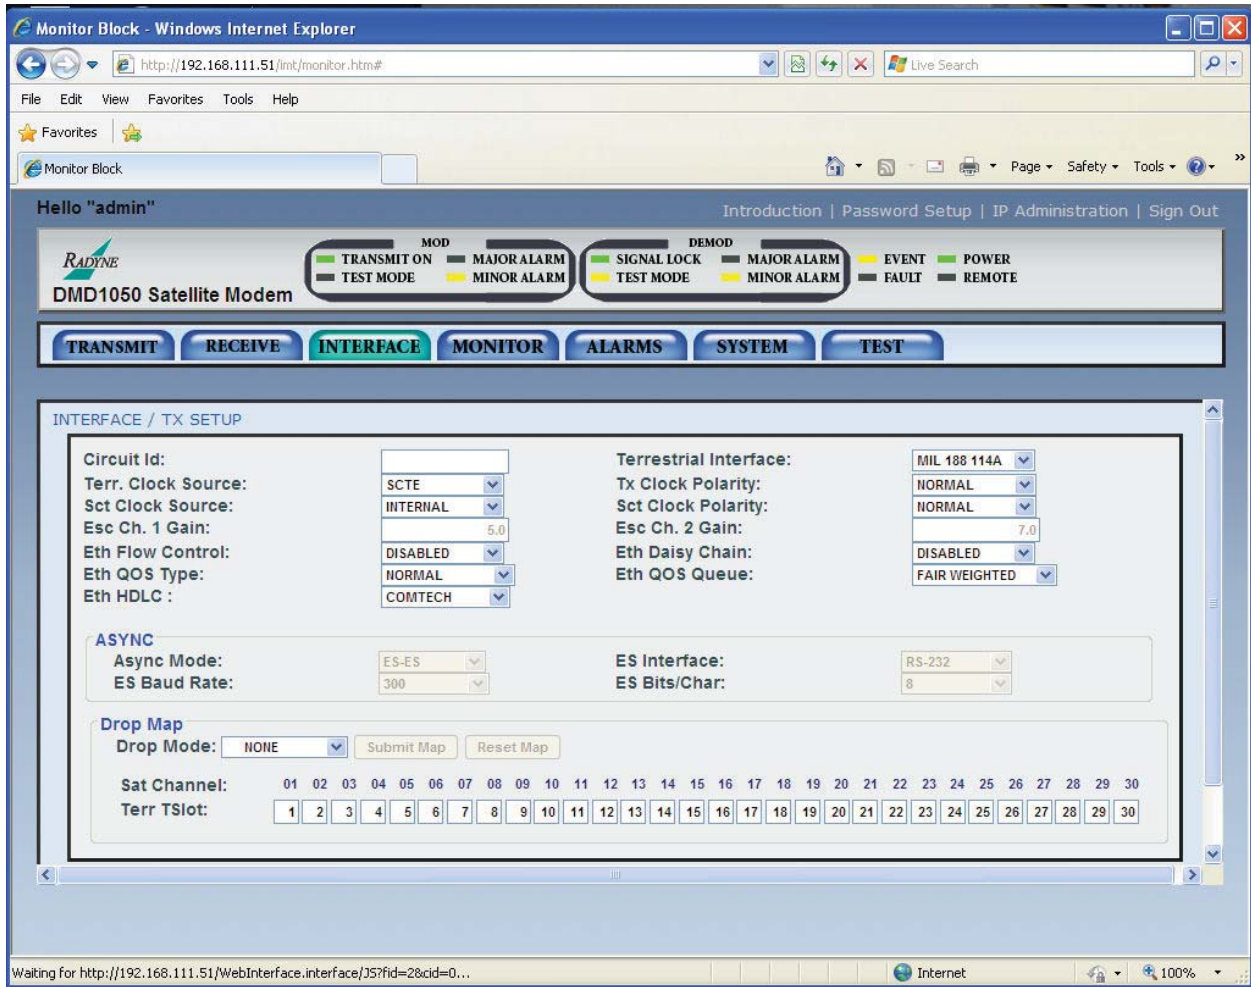 Monitor Block - Windows Internet Explorer
http://192.168.111.51/imt/monitor.htm#
Live Search
File Edit View Favorites Tools Help
Favorites
Monitor Block
Page Safety Tools
Hello "admin"
Introduction | Password Setup | IP Administration | Sign Out
RADYNE
DMD1050 Satellite Modem
MOD
TRANSMIT ON MAJOR ALARM
TEST MODE MINOR ALARM
DEMOD
SIGNAL LOCK MAJOR ALARM
TEST MODE MINOR ALARM
EVENT POWER
FAULT REMOTE
TRANSMIT RECEIVE INTERFACE MONITOR ALARMS SYSTEM TEST
INTERFACE / TX SETUP
Circuit Id: Terrestrial Interface: MIL 188 114A
Terr. Clock Source: SCTE Tx Clock Polarity: NORMAL
Sct Clock Source: INTERNAL Sct Clock Polarity: NORMAL
Esc Ch. 1 Gain: 5.0 Esc Ch. 2 Gain: 7.0
Eth Flow Control: DISABLED Eth Daisy Chain: DISABLED
Eth QOS Type: NORMAL Eth QOS Queue: FAIR WEIGHTED
Eth HDLC : COMTECH
ASYNC
Async Mode: ES-ES ES Interface: RS-232
ES Baud Rate: 300 ES Bits/Char: 8
Drop Map
Drop Mode: NONE Submit Map Reset Map
Sat Channel: 01 02 03 04 05 06 07 08 09 10 11 12 13 14 15 16 17 18 19 20 21 22 23 24 25 26 27 28 29 30
Terr TSlot: 1 2 3 4 5 6 7 8 9 10 11 12 13 14 15 16 17 18 19 20 21 22 23 24 25 26 27 28 29 30
Waiting for http://192.168.111.51/WebInterface.interface/JS?fid=2&cid=0... Internet 100%